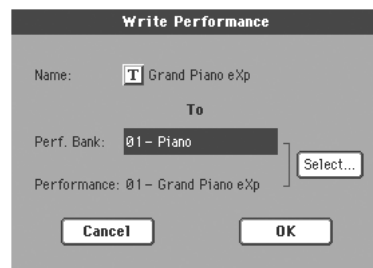 Write Performance
Name: T Grand Piano eXp
To
Perf. Bank: 01- Piano
Select...
Performance: 01- Grand Piano eXp
Cancel OK